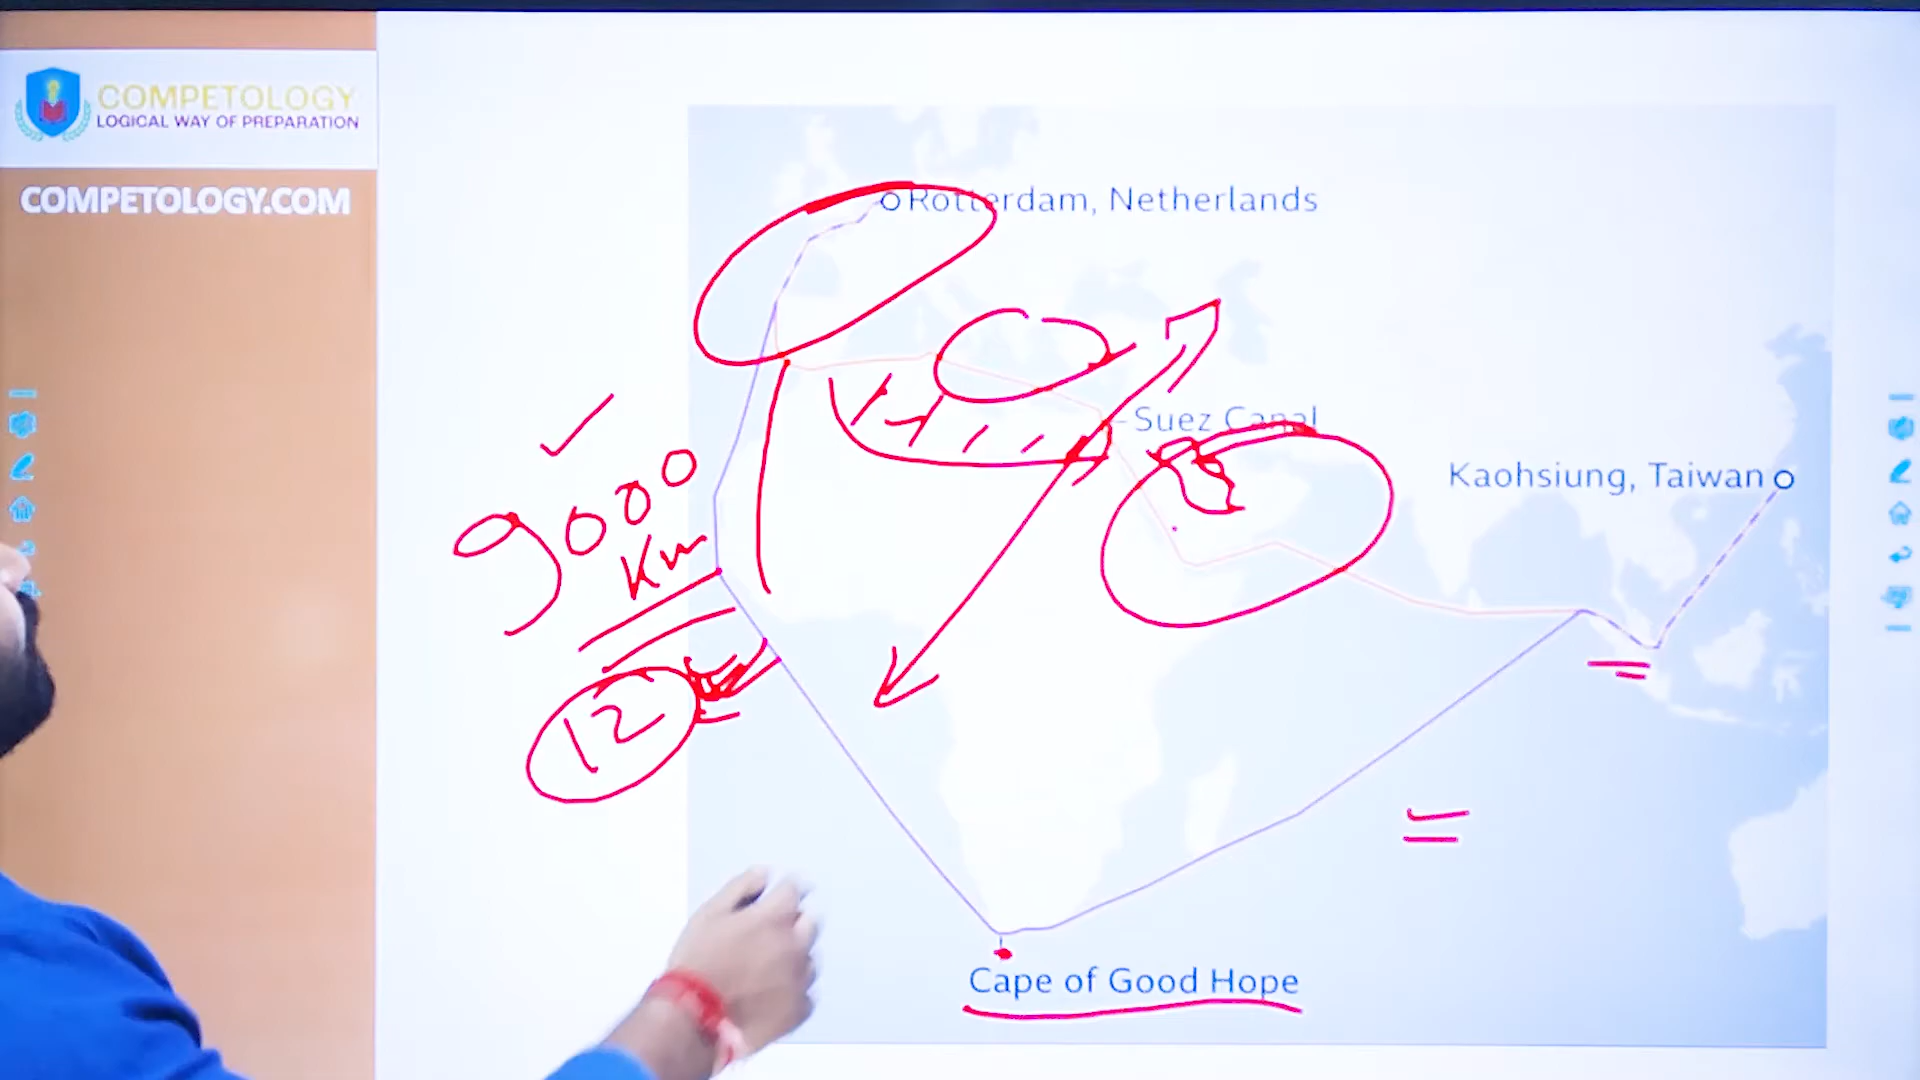 COMPETOLOGY
LOGICAL WAY OF PREPARATION
COMPETOLOGY.COM
Rotterdam, Netherlands
Suez Canal
Kaohsiung, Taiwan
9000
Km
12
Cape of Good Hope